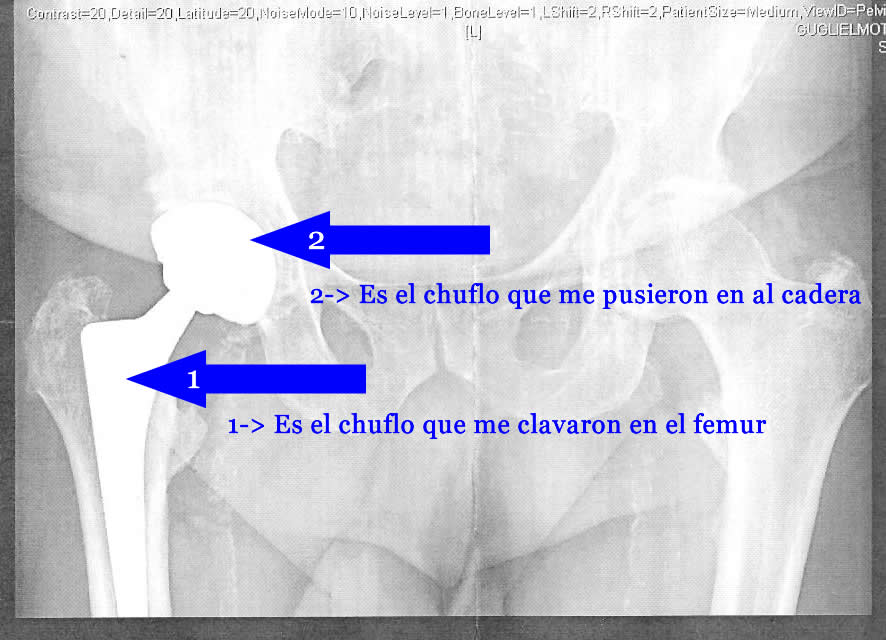 Contrast=20,Detail=20,Latitude=20,NoiseMode=10,NoiseLevel=1,BoneLevel=1,LShift=2,RShift=2,PatientSize=Medium,ViewID=Pelvi
[L]
GUGLIELMOT
S
2
2-> Es el chuflo que me pusieron en al cadera
1
1-> Es el chuflo que me clavaron en el femur